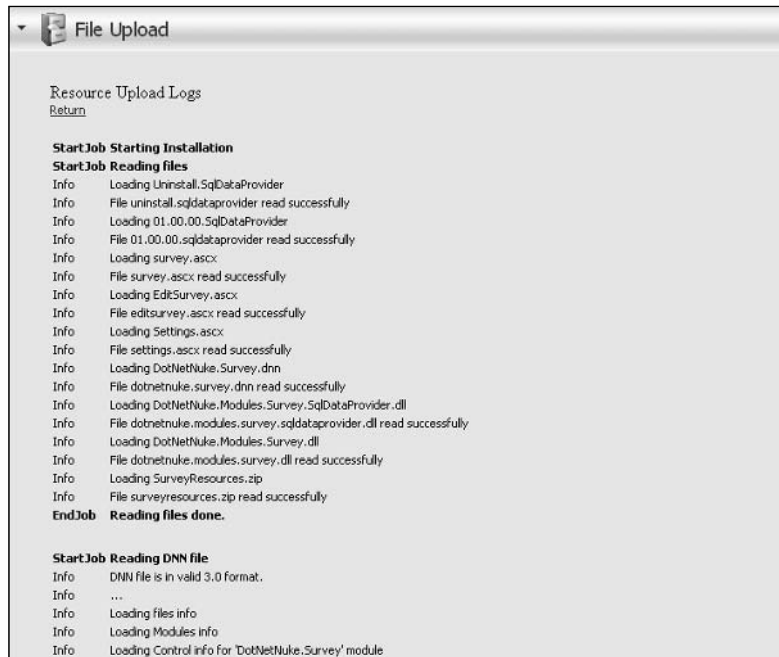 File Upload
Resource Upload Logs
Return
StartJob Starting Installation
StartJob Reading files
Info Loading Uninstall.SqlDataProvider
Info File uninstall.sqldataprovider read successfully
Info Loading 01.00.00.SqlDataProvider
Info File 01.00.00.sqldataprovider read successfully
Info Loading survey.ascx
Info File survey.ascx read successfully
Info Loading EditSurvey.ascx
Info File editsurvey.ascx read successfully
Info Loading Settings.ascx
Info File settings.ascx read successfully
Info Loading DotNetNuke.Survey.dnn
Info File dotnetnuke.survey.dnn read successfully
Info Loading DotNetNuke.Modules.Survey.SqlDataProvider.dll
Info File dotnetnuke.modules.survey.sqldataprovider.dll read successfully
Info Loading DotNetNuke.Modules.Survey.dll
Info File dotnetnuke.modules.survey.dll read successfully
Info Loading SurveyResources.zip
Info File surveyresources.zip read successfully
EndJob Reading files done.
StartJob Reading DNN file
Info DNN file is in valid 3.0 format.
Info ...
Info Loading files info
Info Loading Modules info
Info Loading Control info for 'DotNetNuke.Survey' module